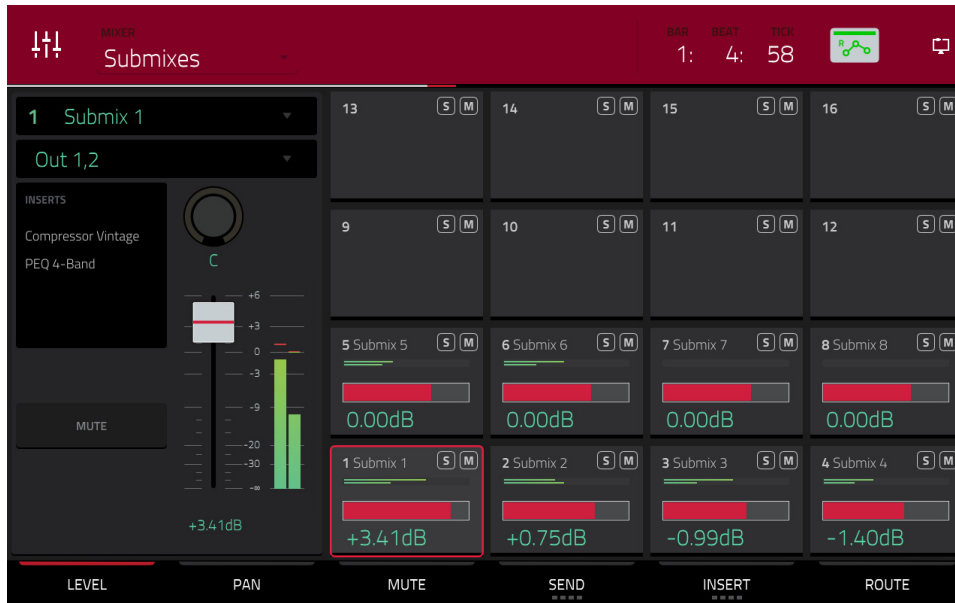 MIXER
Submixes
BAR BEAT TICK
1: 4: 58
R
1 Submix 1
Out 1,2
INSERTS
Compressor Vintage
PEQ 4-Band
C
+6
+3
0
-3
-9
-20
-30
-∞
MUTE
+3.41dB
13 S M
14 S M
15 S M
16 S M
9 S M
10 S M
11 S M
12 S M
5 Submix 5 S M
0.00dB
6 Submix 6 S M
0.00dB
7 Submix 7 S M
0.00dB
8 Submix 8 S M
0.00dB
1 Submix 1 S M
+3.41dB
2 Submix 2 S M
+0.75dB
3 Submix 3 S M
-0.99dB
4 Submix 4 S M
-1.40dB
LEVEL
PAN
MUTE
SEND
INSERT
ROUTE